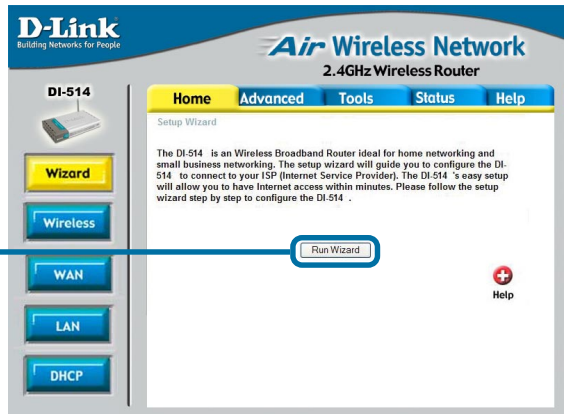 D-Link
Building Networks for People
Air Wireless Network
2.4GHz Wireless Router
DI-514
Home Advanced Tools Status Help
Setup Wizard
The DI-514 is an Wireless Broadband Router ideal for home networking and
small business networking. The setup wizard will guide you to configure the DI-
514 to connect to your ISP (Internet Service Provider). The DI-514 's easy setup
will allow you to have Internet access within minutes. Please follow the setup
wizard step by step to configure the DI-514 .
Wizard
Wireless
Run Wizard
WAN
Help
LAN
DHCP